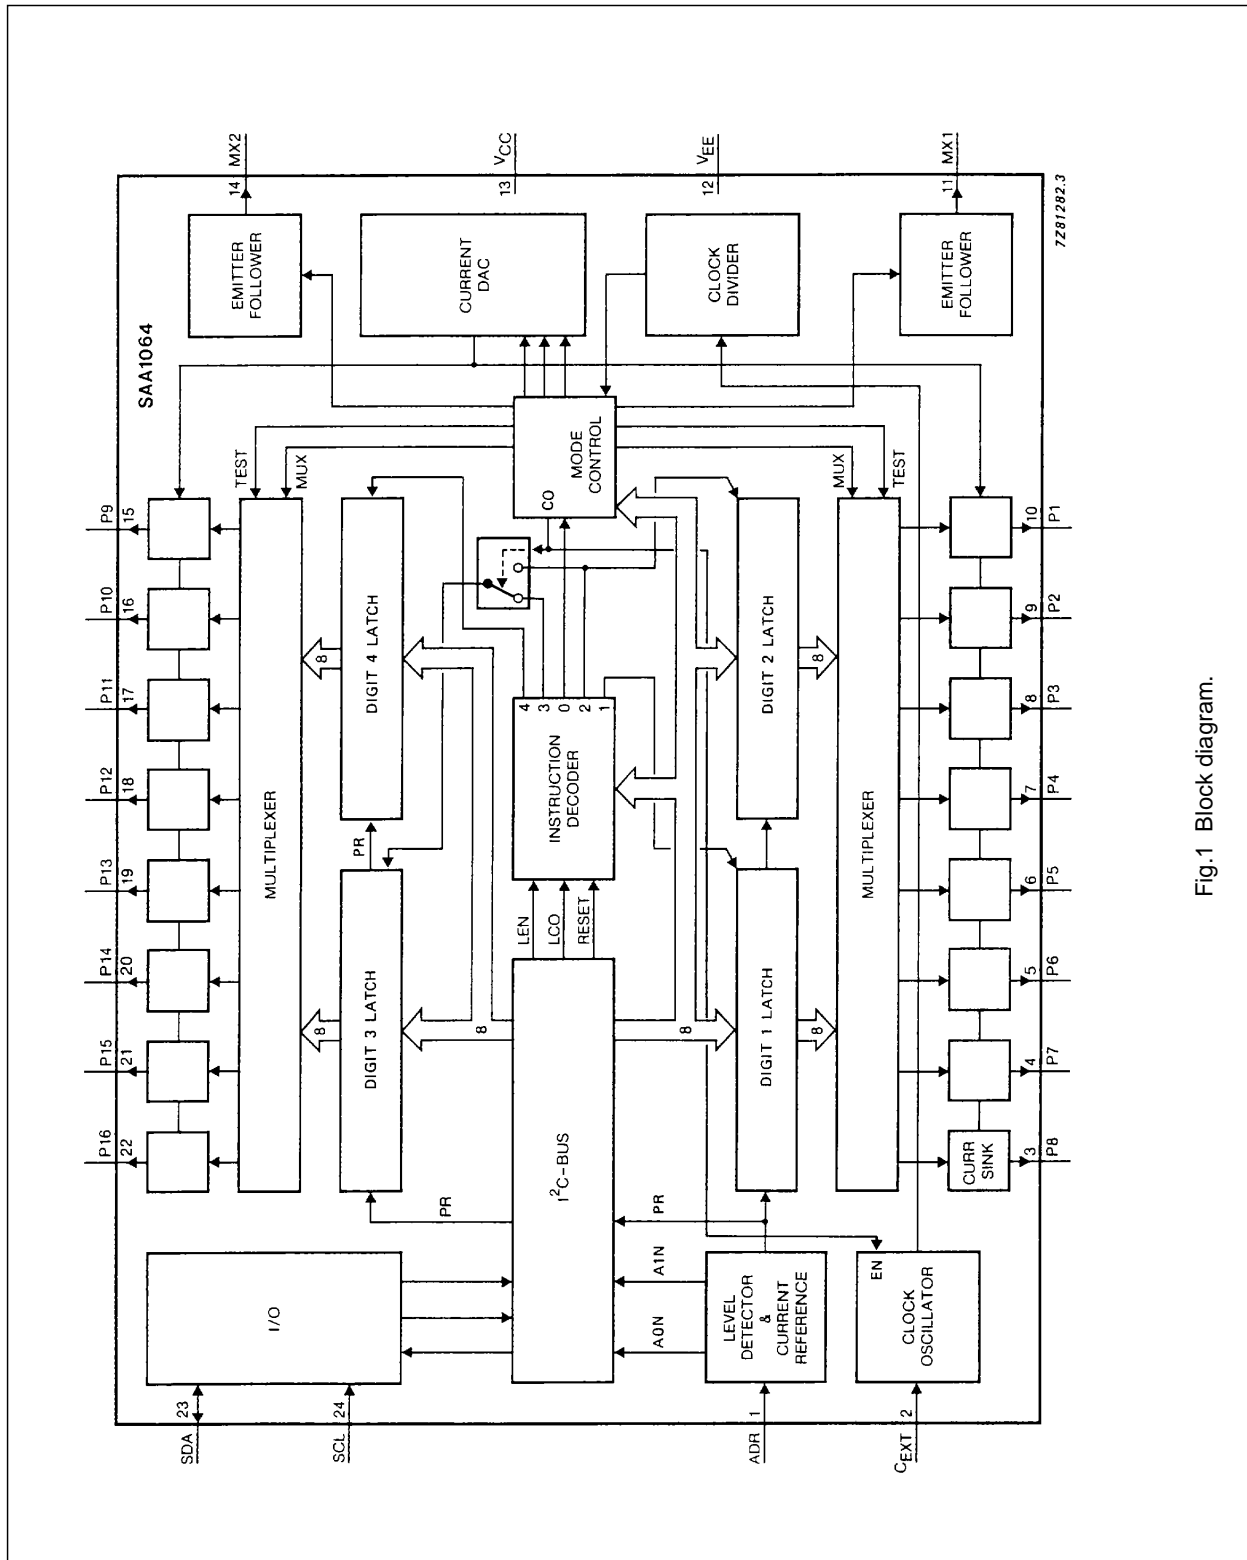 SAA1064
SDA 23
SCL 24
ADR 1
CEXT 2
P16 22
P15 21
P14 20
P13 19
P12 18
P11 17
P10 16
P9 15
14 MX2
13 VCC
12 VEE
11 MX1
MULTIPLEXER
TEST
MUX
8
8
EMITTER
FOLLOWER
I/O
DIGIT 3 LATCH
PR
DIGIT 4 LATCH
CURRENT
DAC
PR
8
I²C-BUS
LEN
LCO
RESET
INSTRUCTION
DECODER
4
3
0
2
1
CO
MODE
CONTROL
A0N
A1N
PR
8
LEVEL
DETECTOR
&
CURRENT
REFERENCE
DIGIT 1 LATCH
DIGIT 2 LATCH
CLOCK
DIVIDER
8
8
MUX
TEST
EN
CLOCK
OSCILLATOR
MULTIPLEXER
EMITTER
FOLLOWER
CURR
SINK
3 P8
4 P7
5 P6
6 P5
7 P4
8 P3
9 P2
10 P1
7Z81282.3
Fig.1 Block diagram.